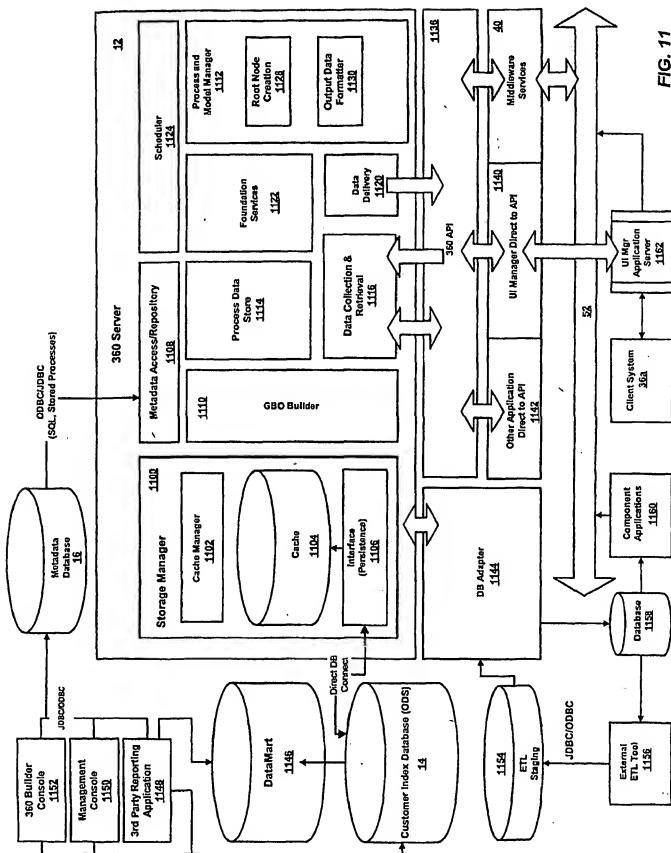 360 Builder
Console
1152
Management
Console
1150
3rd Party Reporting
Application
1148
JDBC/ODBC
Metadata
Database
16
ODBC/JDBC
(SQL, Stored Processes)
360 Server
12
Metadata Access/Repository
1108
Scheduler
1124
Storage Manager
1100
Cache Manager
1102
Cache
1104
Interface
(Persistence)
1106
GBO Builder
1110
Process Data
Store
1114
Foundation
Services
1122
Process and
Model Manager
1112
Root Node
Creation
1128
Output Data
Formatter
1130
Data Collection &
Retrieval
1116
Data
Delivery
1120
DataMart
1146
Direct DB
Connect
Customer Index Database (ODS)
14
DB Adapter
1144
360 API
1136
Other Application
Direct to API
1142
UI Manager Direct to API
1140
Middleware
Services
40
ETL
Staging
1154
JDBC/ODBC
External
ETL Tool
1156
Database
1158
Component
Applications
1160
52
Client System
36a
UI Mgr
Application
Server
1162
FIG. 11